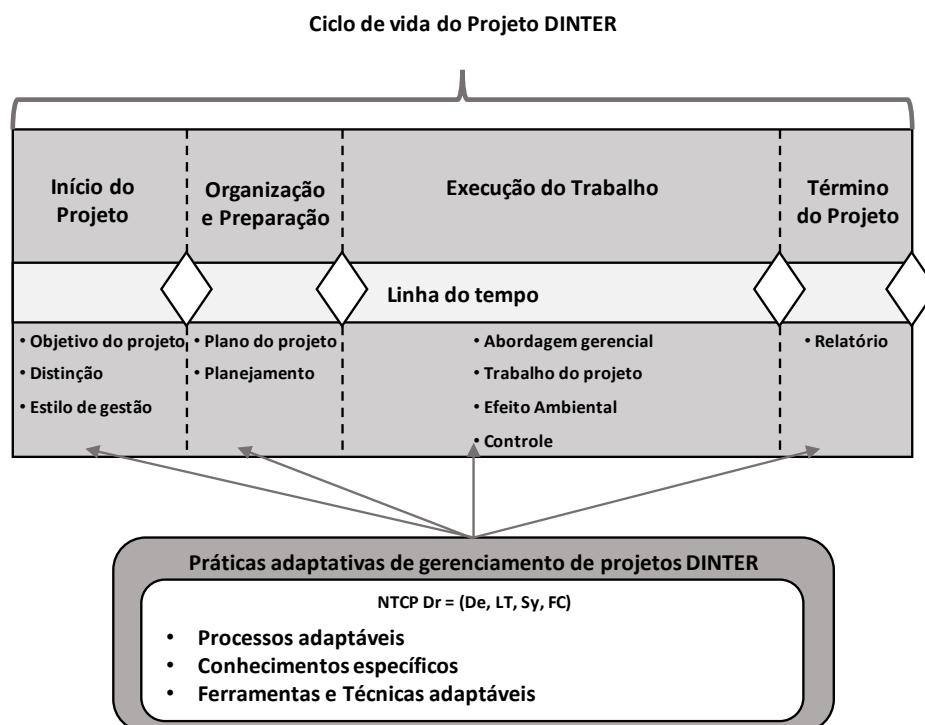 Ciclo de vida do Projeto DINTER
Início do
Projeto
Organização
e Preparação
Execução do Trabalho
Término
do Projeto
Linha do tempo
• Objetivo do projeto
• Distinção
• Estilo de gestão
• Plano do projeto
• Planejamento
• Abordagem gerencial
• Trabalho do projeto
• Efeito Ambiental
• Controle
• Relatório
Práticas adaptativas de gerenciamento de projetos DINTER
NTCP Dr = (De, LT, Sy, FC)
• Processos adaptáveis
• Conhecimentos específicos
• Ferramentas e Técnicas adaptáveis